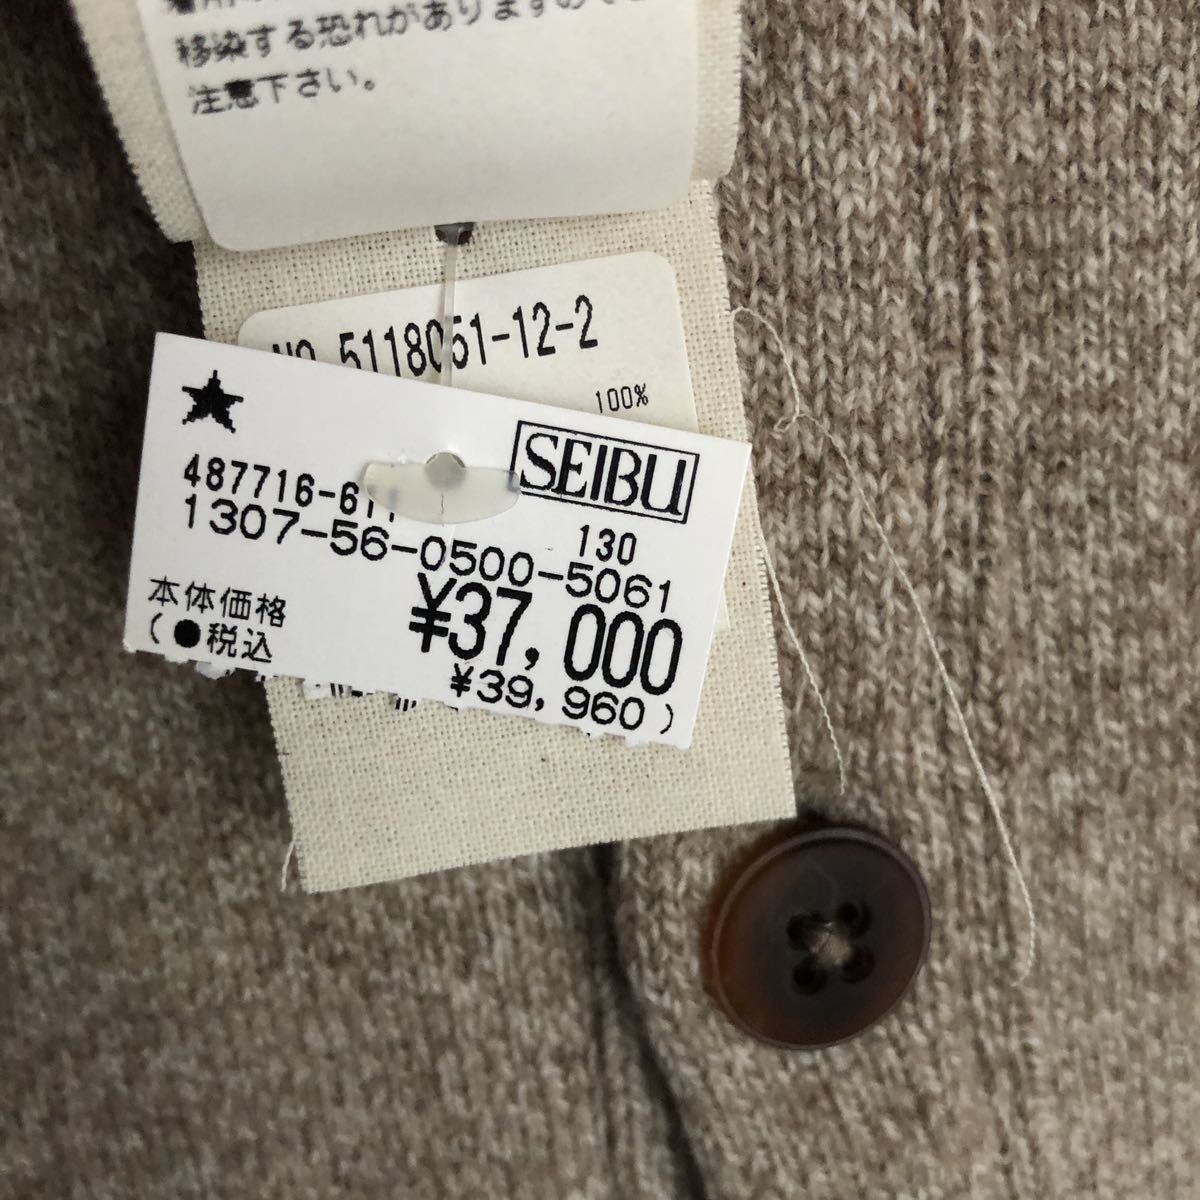 移染する恐れがありますので
注意下さい。
5118051-12-2
100%
★
SEIBU
487716-611
130
1307-56-0500-5061
本体価格
¥37,000
(●税込
¥39,960)